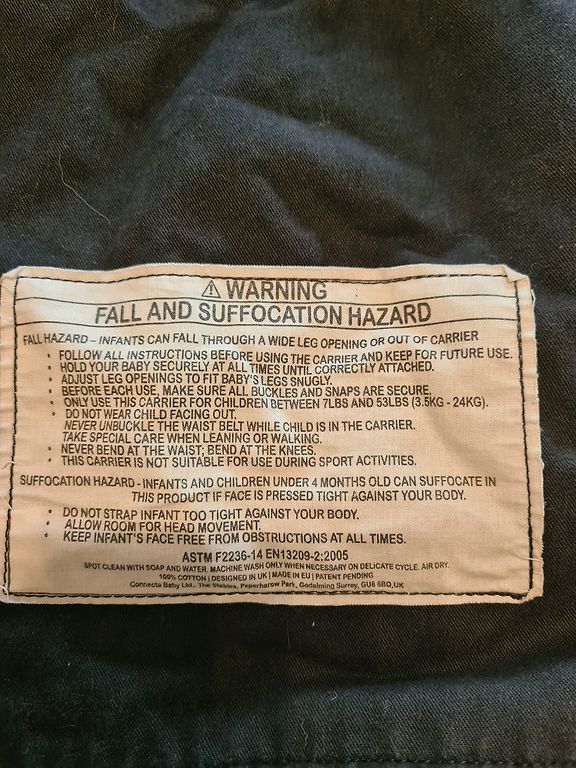 ⚠ WARNING
FALL AND SUFFOCATION HAZARD
FALL HAZARD – INFANTS CAN FALL THROUGH A WIDE LEG OPENING OR OUT OF CARRIER
• FOLLOW ALL INSTRUCTIONS BEFORE USING THE CARRIER AND KEEP FOR FUTURE USE.
• HOLD YOUR BABY SECURELY AT ALL TIMES UNTIL CORRECTLY ATTACHED.
• ADJUST LEG OPENINGS TO FIT BABY'S LEGS SNUGLY.
• BEFORE EACH USE, MAKE SURE ALL BUCKLES AND SNAPS ARE SECURE.
• ONLY USE THIS CARRIER FOR CHILDREN BETWEEN 7LBS AND 53LBS (3.5KG - 24KG).
• DO NOT WEAR CHILD FACING OUT.
NEVER UNBUCKLE THE WAIST BELT WHILE CHILD IS IN THE CARRIER.
TAKE SPECIAL CARE WHEN LEANING OR WALKING.
• NEVER BEND AT THE WAIST; BEND AT THE KNEES.
• THIS CARRIER IS NOT SUITABLE FOR USE DURING SPORT ACTIVITIES.
SUFFOCATION HAZARD - INFANTS AND CHILDREN UNDER 4 MONTHS OLD CAN SUFFOCATE IN
THIS PRODUCT IF FACE IS PRESSED TIGHT AGAINST YOUR BODY.
• DO NOT STRAP INFANT TOO TIGHT AGAINST YOUR BODY.
• ALLOW ROOM FOR HEAD MOVEMENT.
• KEEP INFANT'S FACE FREE FROM OBSTRUCTIONS AT ALL TIMES.
ASTM F2236-14 EN13209-2:2005
SPOT CLEAN WITH SOAP AND WATER. MACHINE WASH ONLY WHEN NECESSARY ON DELICATE CYCLE. AIR DRY.
100% COTTON | DESIGNED IN UK | MADE IN EU | PATENT PENDING
Connecta Baby Ltd., The Stables, Peperharow Park, Godalming Surrey, GU8 6BQ,UK